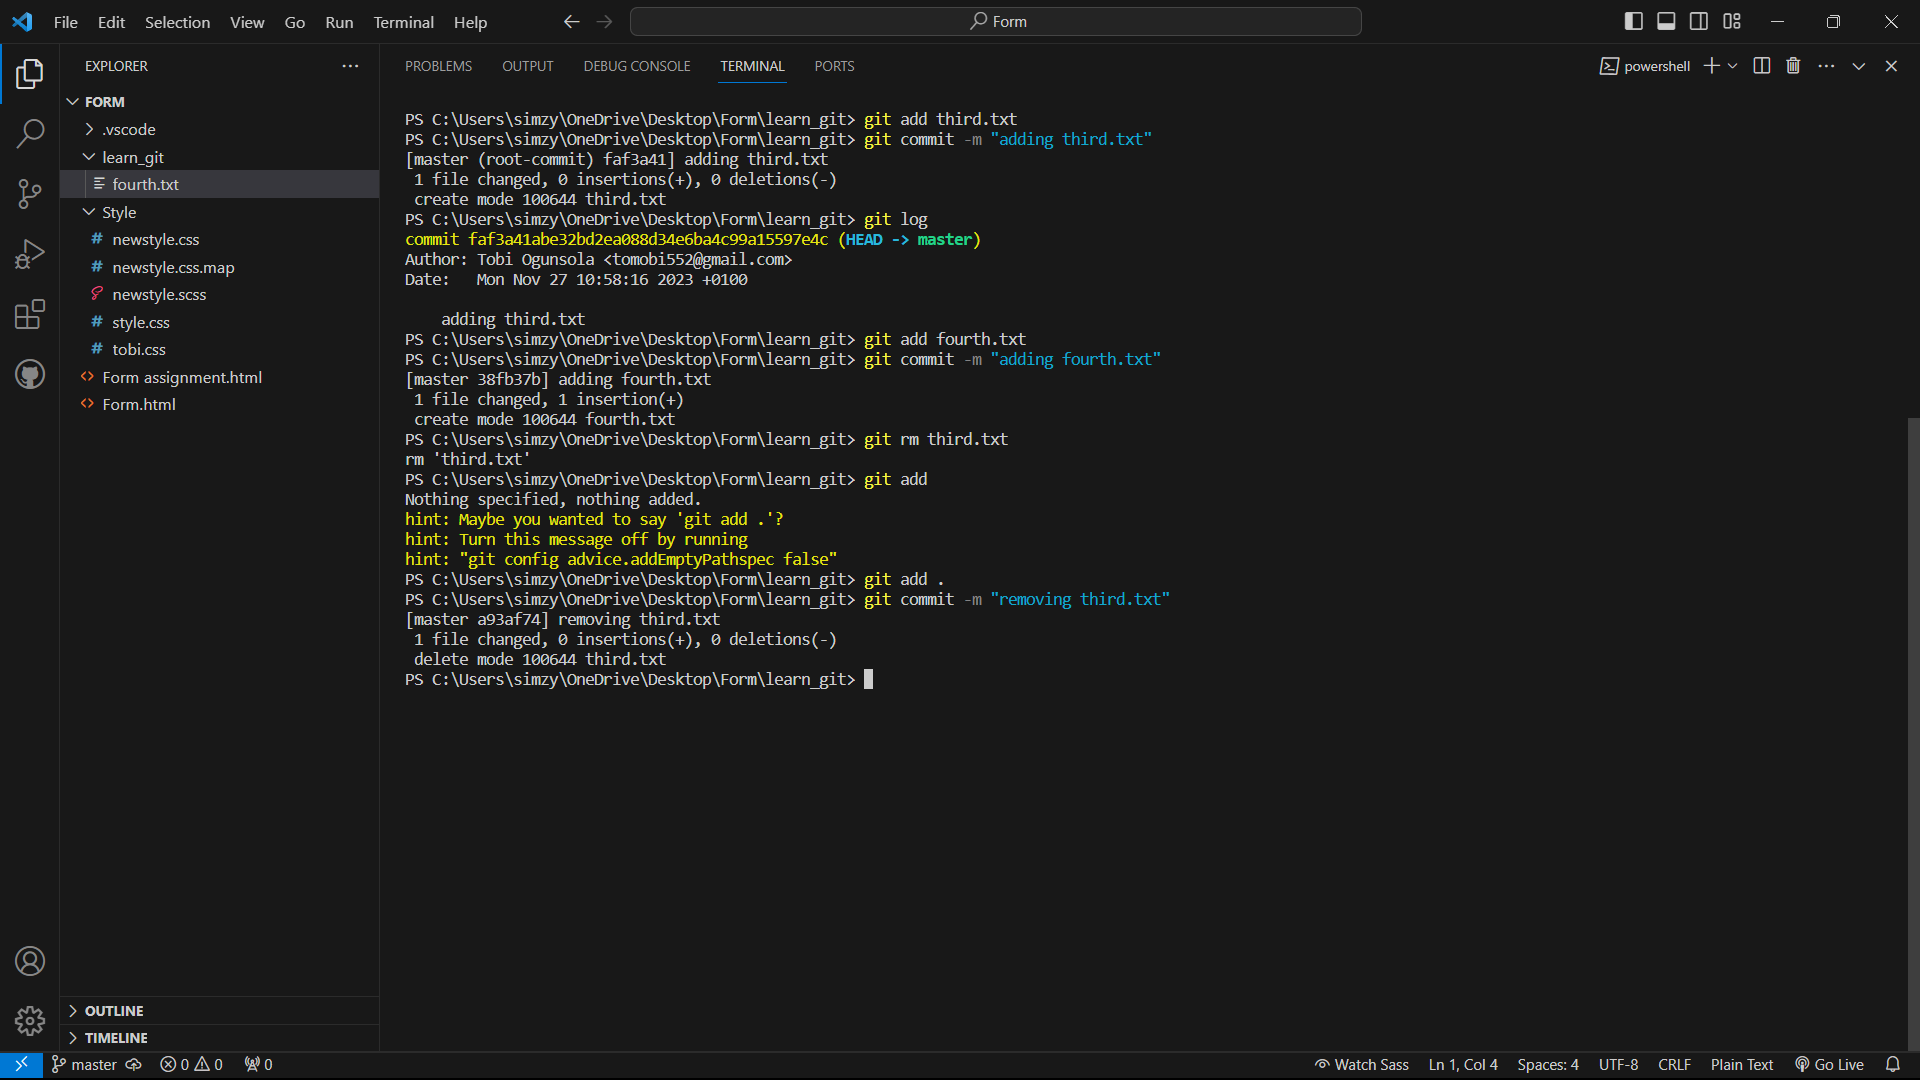 File Edit Selection View Go Run Terminal Help
Form
EXPLORER
FORM
.vscode
learn_git
fourth.txt
Style
newstyle.css
newstyle.css.map
newstyle.scss
style.css
tobi.css
Form assignment.html
Form.html
OUTLINE
TIMELINE
PROBLEMS OUTPUT DEBUG CONSOLE TERMINAL PORTS
powershell
PS C:\Users\simzy\OneDrive\Desktop\Form\learn_git> git add third.txt
PS C:\Users\simzy\OneDrive\Desktop\Form\learn_git> git commit -m "adding third.txt"
[master (root-commit) faf3a41] adding third.txt
 1 file changed, 0 insertions(+), 0 deletions(-)
 create mode 100644 third.txt
PS C:\Users\simzy\OneDrive\Desktop\Form\learn_git> git log
commit faf3a41abe32bd2ea088d34e6ba4c99a15597e4c (HEAD -> master)
Author: Tobi Ogunsola <tomobi552@gmail.com>
Date:   Mon Nov 27 10:58:16 2023 +0100
    adding third.txt
PS C:\Users\simzy\OneDrive\Desktop\Form\learn_git> git add fourth.txt
PS C:\Users\simzy\OneDrive\Desktop\Form\learn_git> git commit -m "adding fourth.txt"
[master 38fb37b] adding fourth.txt
 1 file changed, 1 insertion(+)
 create mode 100644 fourth.txt
PS C:\Users\simzy\OneDrive\Desktop\Form\learn_git> git rm third.txt
rm 'third.txt'
PS C:\Users\simzy\OneDrive\Desktop\Form\learn_git> git add
Nothing specified, nothing added.
hint: Maybe you wanted to say 'git add .'?
hint: Turn this message off by running
hint: "git config advice.addEmptyPathspec false"
PS C:\Users\simzy\OneDrive\Desktop\Form\learn_git> git add .
PS C:\Users\simzy\OneDrive\Desktop\Form\learn_git> git commit -m "removing third.txt"
[master a93af74] removing third.txt
 1 file changed, 0 insertions(+), 0 deletions(-)
 delete mode 100644 third.txt
PS C:\Users\simzy\OneDrive\Desktop\Form\learn_git>
master 0 0 0 Watch Sass Ln 1, Col 4 Spaces: 4 UTF-8 CRLF Plain Text Go Live